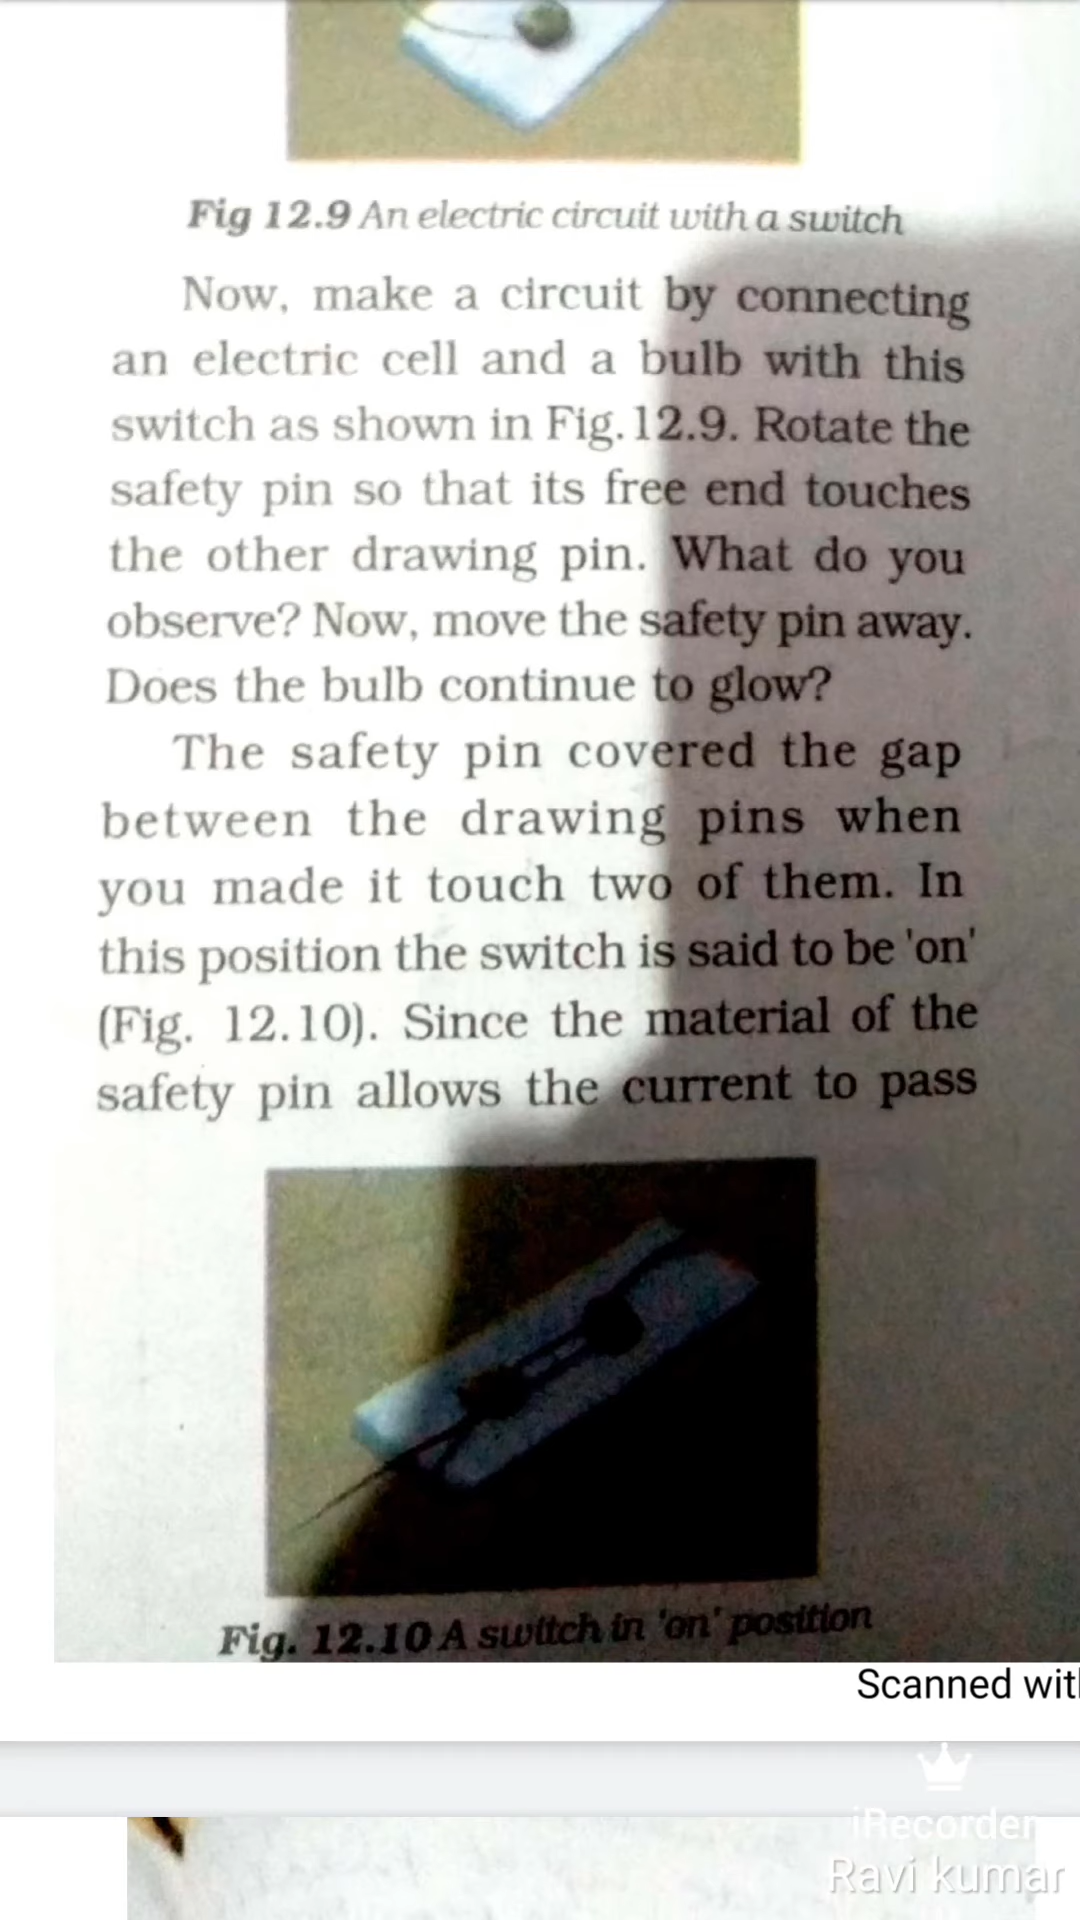 Fig 12.9 An electric circuit with a switch
Now, make a circuit by connecting
an electric cell and a bulb with this
switch as shown in Fig. 12.9. Rotate the
safety pin so that its free end touches
the other drawing pin. What do you
observe? Now, move the safety pin away.
Does the bulb continue to glow?
The safety pin covered the gap
between the drawing pins when
you made it touch two of them. In
this position the switch is said to be 'on'
(Fig. 12.10). Since the material of the
safety pin allows the current to pass
Fig. 12.10 A switch in 'on' position
Scanned wit
iRecorder
Ravi kumar